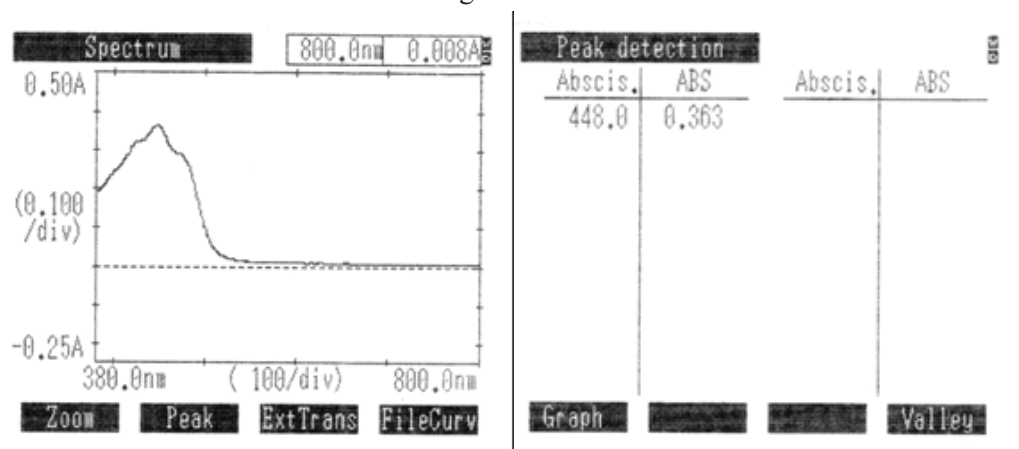 Spectrum
800.0nm 0.008A
0.50A
(0.100
/div)
-0.25A
380.0nm ( 100/div) 800.0nm
Zoom Peak ExtTrans FileCurv
Peak detection
Abscis. ABS Abscis. ABS
448.0 0.363
Graph Valley